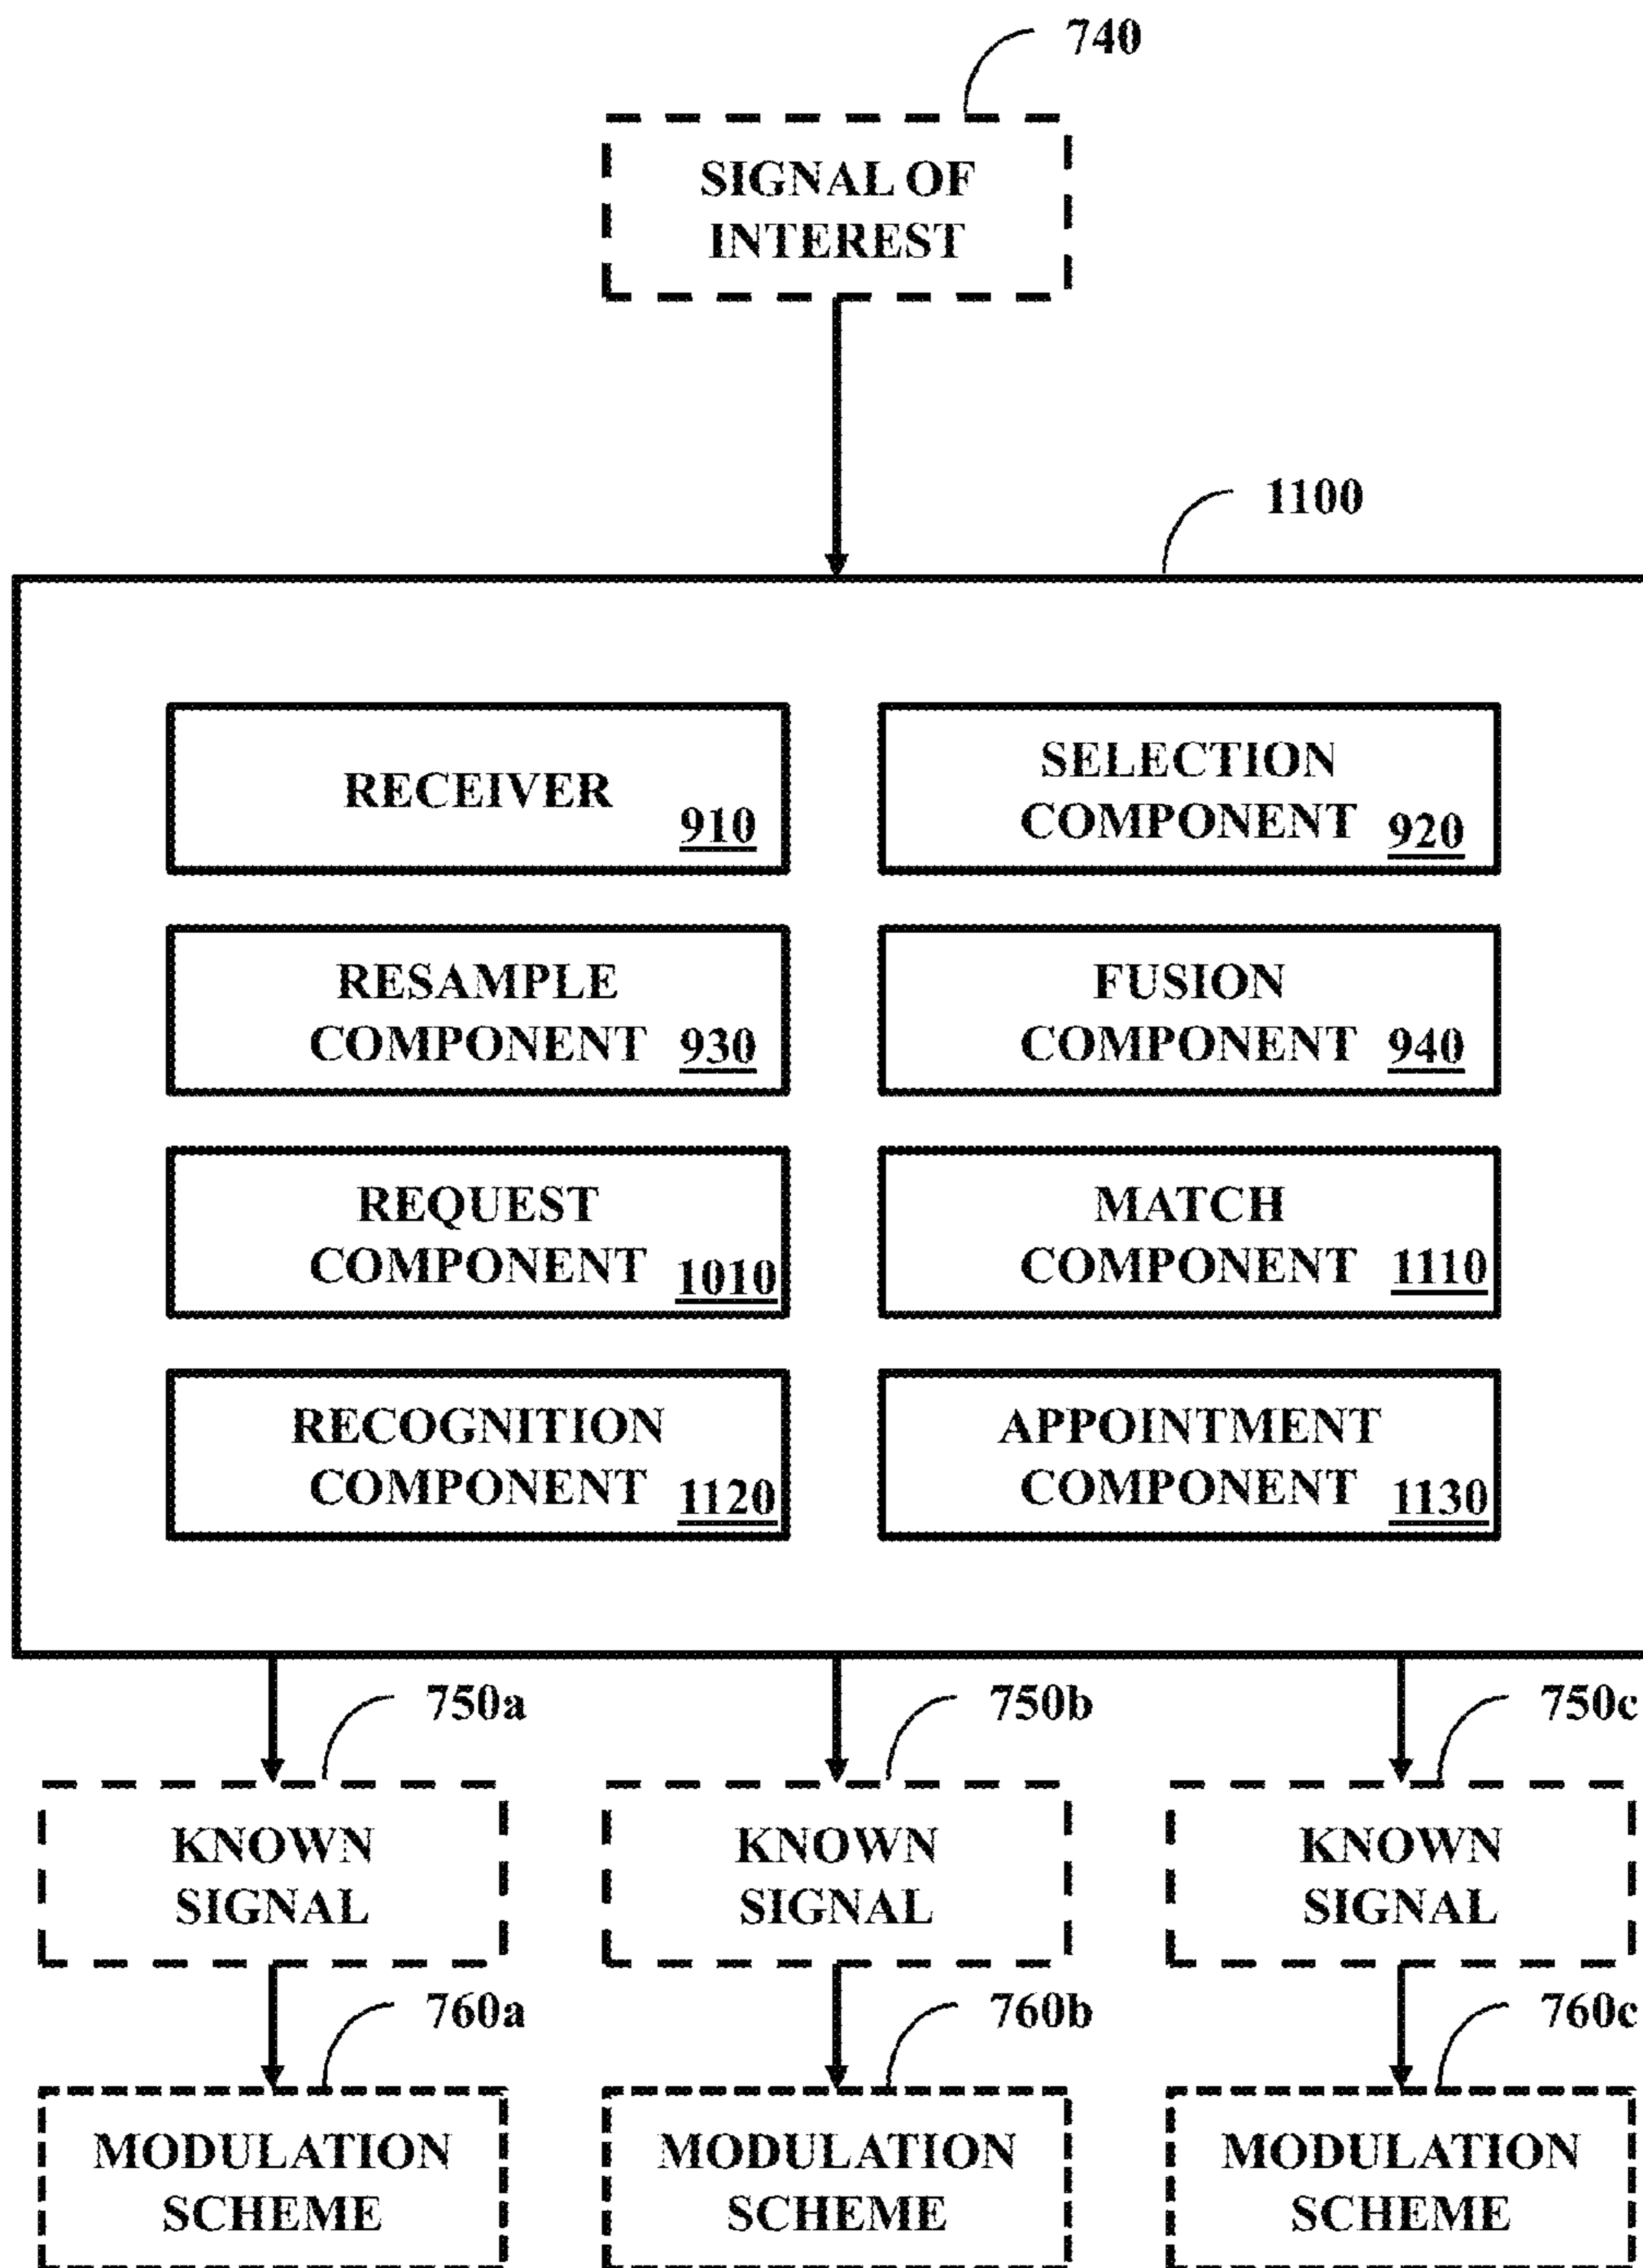 740
SIGNAL OF
INTEREST
1100
RECEIVER 910
SELECTION
COMPONENT 920
RESAMPLE
COMPONENT 930
FUSION
COMPONENT 940
REQUEST
COMPONENT 1010
MATCH
COMPONENT 1110
RECOGNITION
COMPONENT 1120
APPOINTMENT
COMPONENT 1130
750a
750b
750c
KNOWN
SIGNAL
KNOWN
SIGNAL
KNOWN
SIGNAL
760a
760b
760c
MODULATION
SCHEME
MODULATION
SCHEME
MODULATION
SCHEME